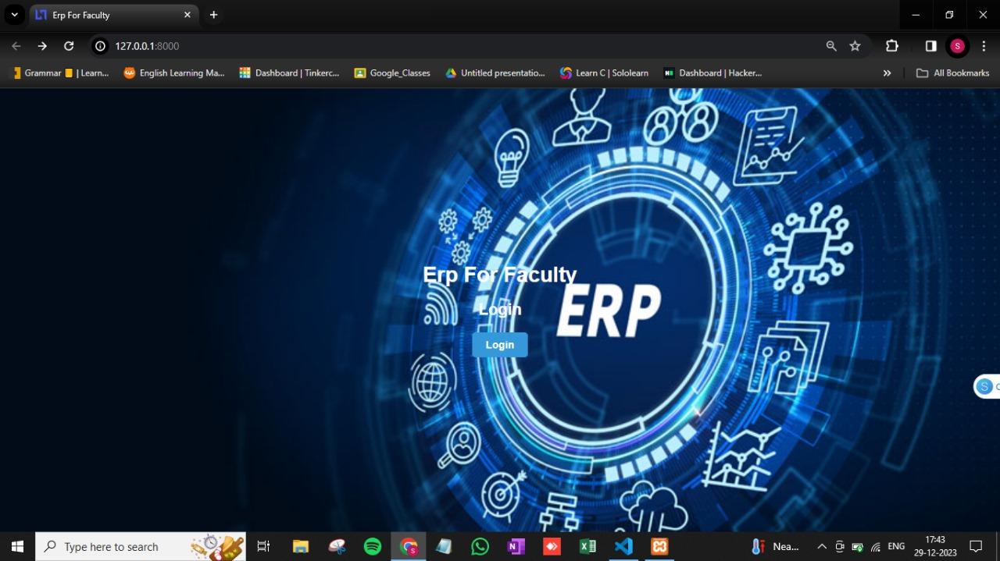 Erp For Faculty
127.0.0.1:8000
S
Grammar 📒 | Learn...
English Learning Ma...
Dashboard | Tinkerc...
Google_Classes
Untitled presentatio...
Learn C | Sololearn
Dashboard | Hacker...
»
All Bookmarks
Erp For Faculty
Login
ERP
Login
Type here to search
Nea...
ENG
17:43
29-12-2023